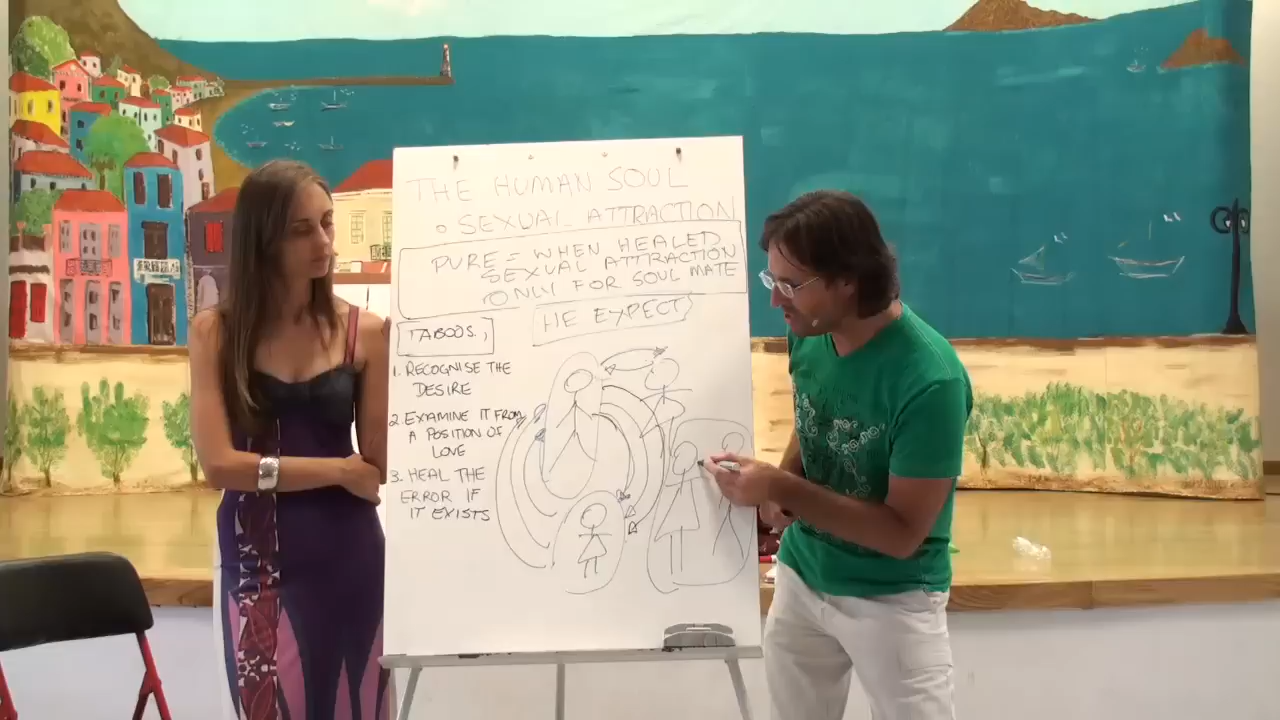 THE HUMAN SOUL
o SEXUAL ATTRACTION
PURE = WHEN HEALED
SEXUAL ATTRACTION
ONLY FOR SOUL MATE
HE EXPECT
TABOOS,
1. RECOGNISE THE
DESIRE
2. EXAMINE IT FROM
A POSITION OF
LOVE
3. HEAL THE
ERROR IF
IT EXISTS